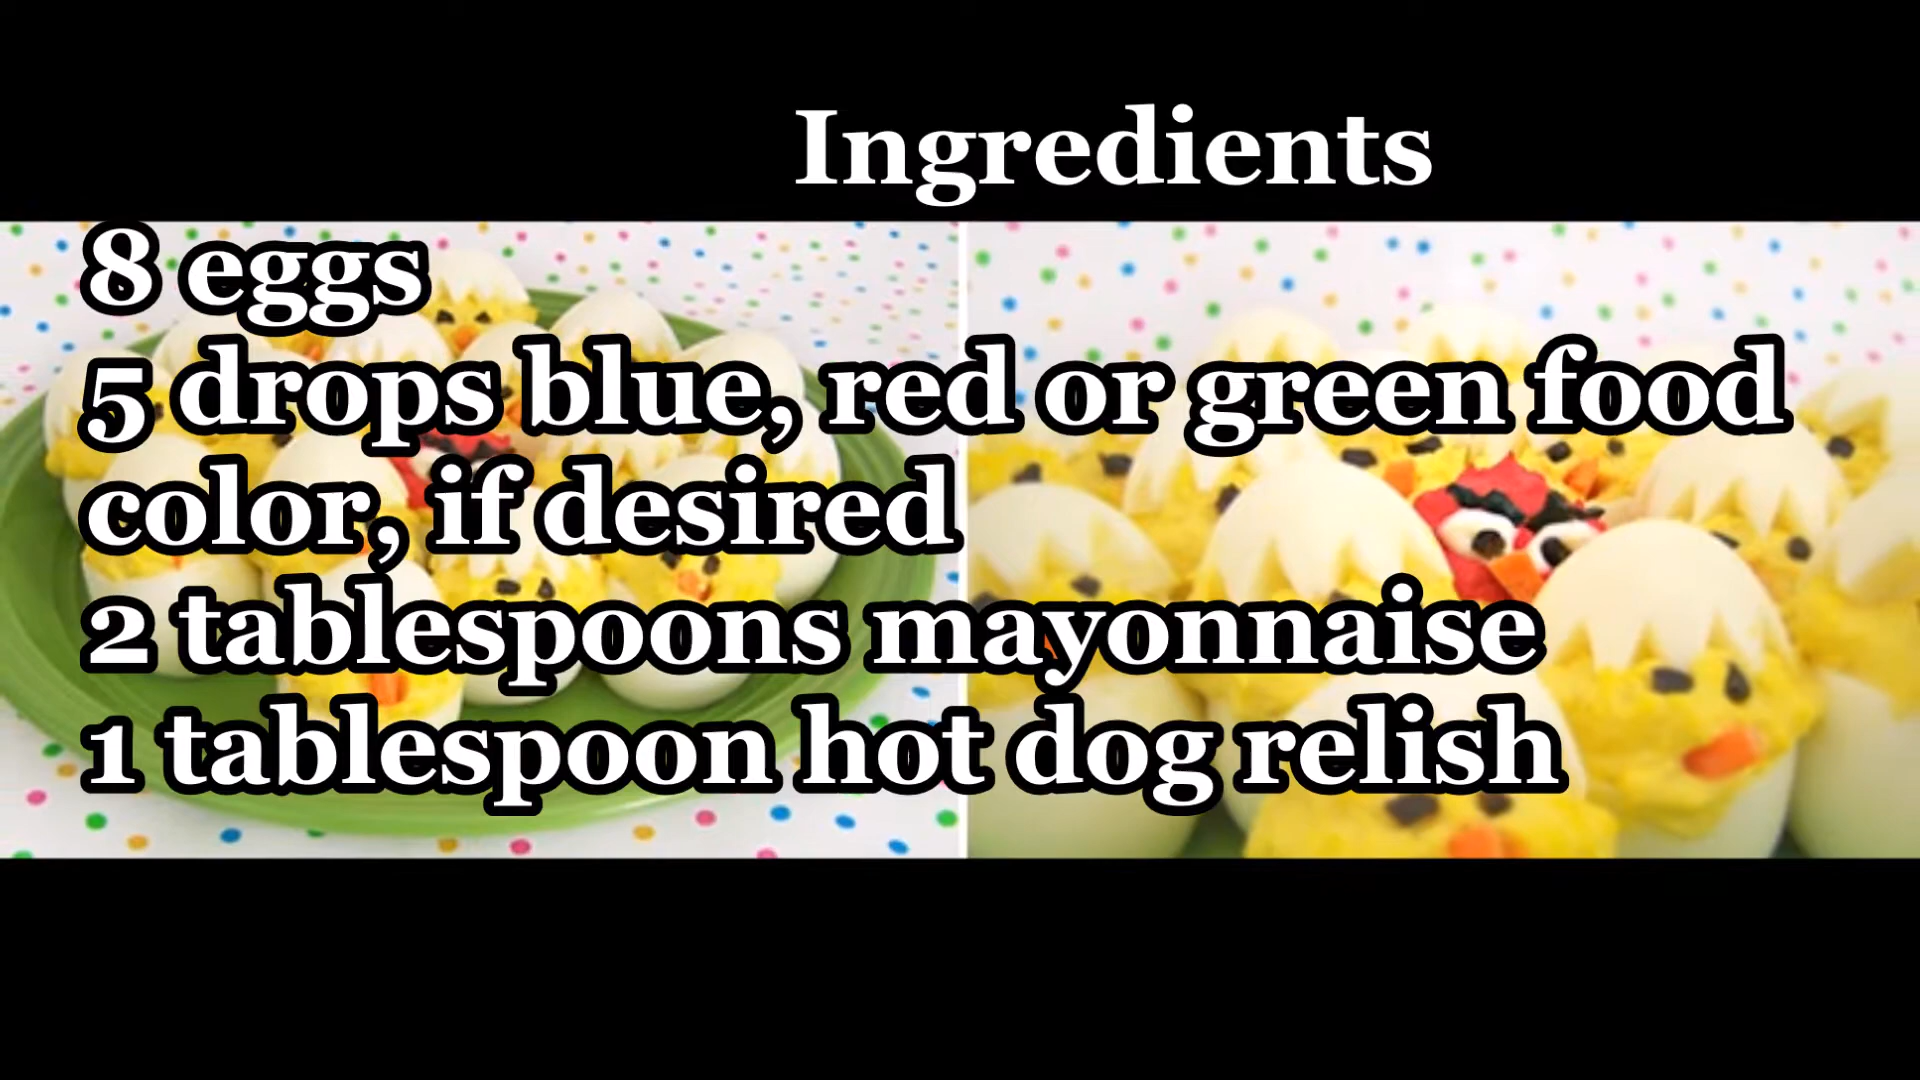 Ingredients
8 eggs
5 drops blue, red or green food
color, if desired
2 tablespoons mayonnaise
1 tablespoon hot dog relish